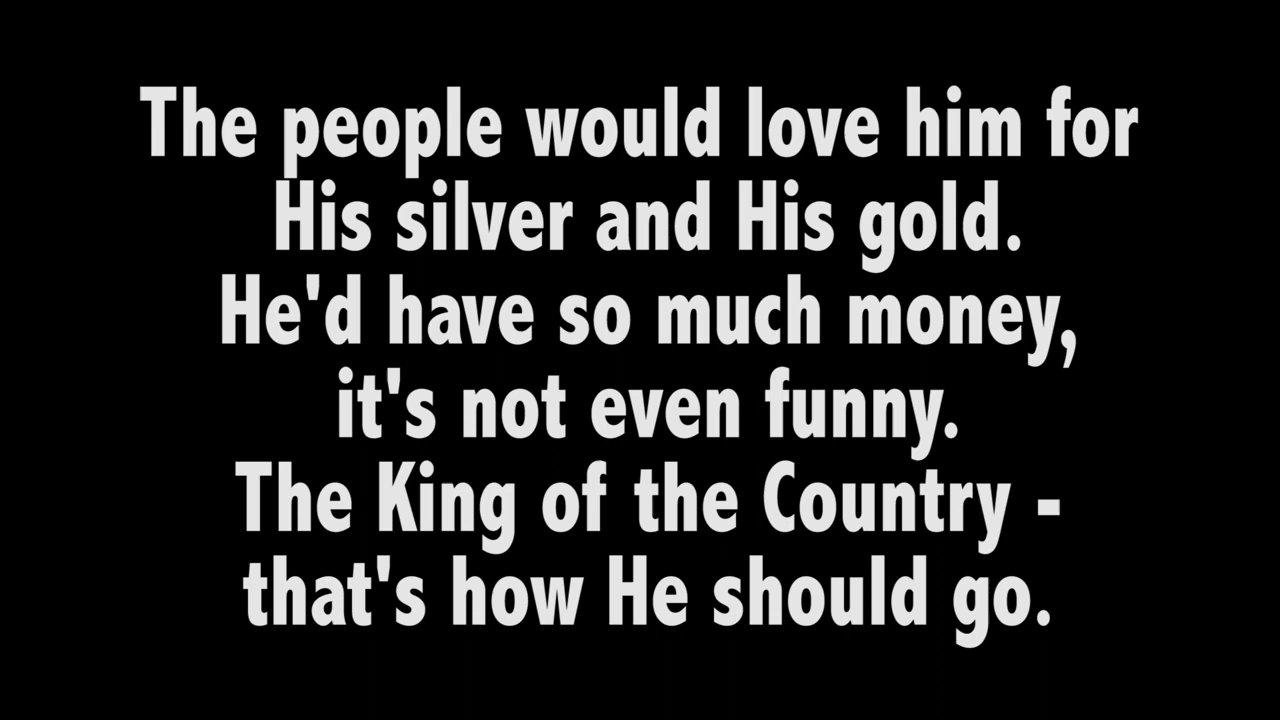 The people would love him for
His silver and His gold.
He'd have so much money,
it's not even funny.
The King of the Country -
that's how He should go.